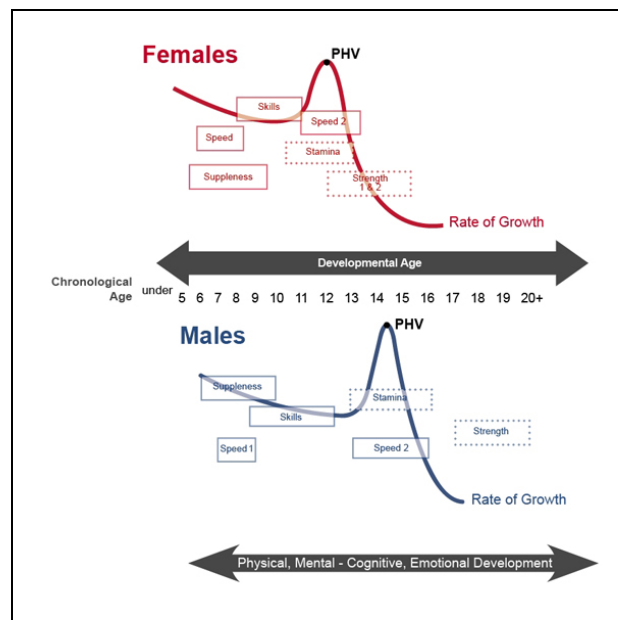 PHV
Females
Skills
Speed
Speed 2
Stamina
Suppleness
Strength
1 & 2
Rate of Growth
Developmental Age
Chronological
Age
under 5 6 7 8 9 10 11 12 13 14 15 16 17 18 19 20+
Males
PHV
Suppleness
Stamina
Skills
Strength
Speed 1
Speed 2
Rate of Growth
Physical, Mental - Cognitive, Emotional Development